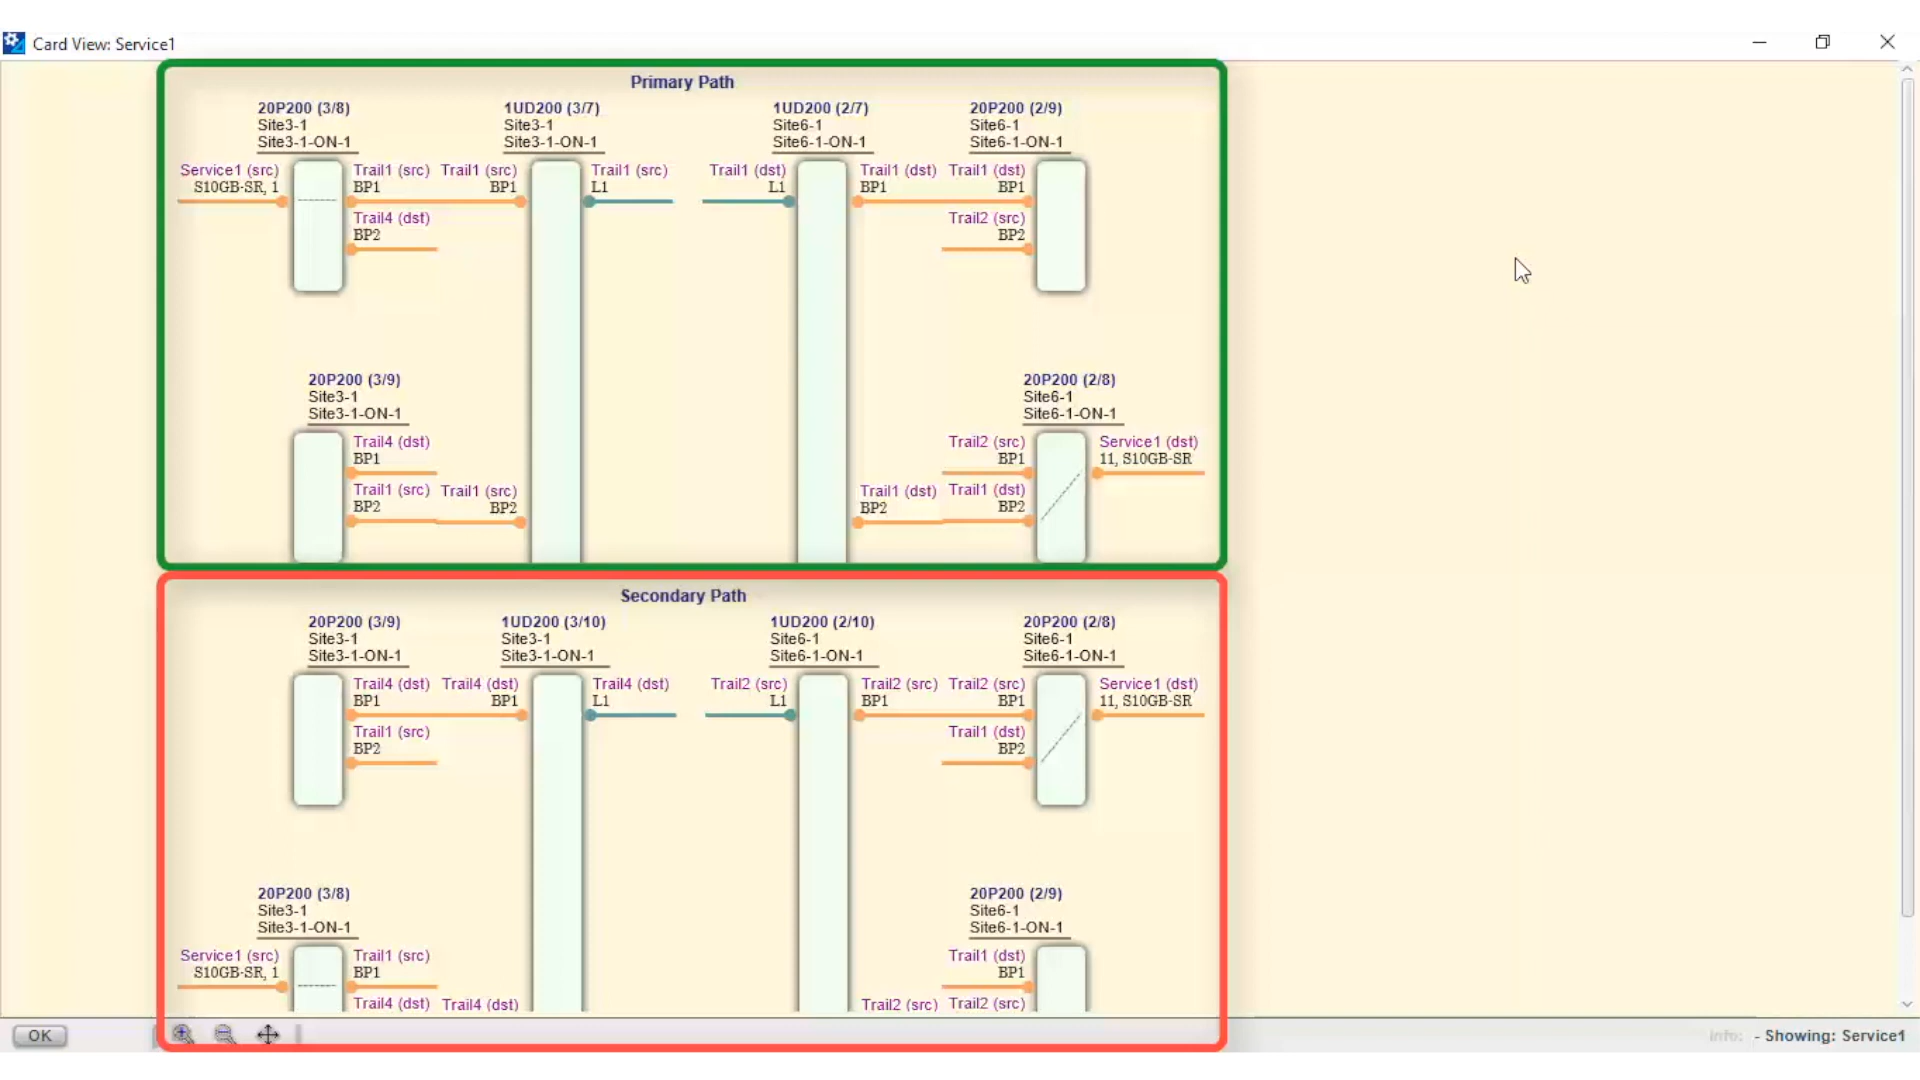 Card View: Service1
Primary Path
20P200 (3/8)
Site3-1
Site3-1-ON-1
1UD200 (3/7)
Site3-1
Site3-1-ON-1
1UD200 (2/7)
Site6-1
Site6-1-ON-1
20P200 (2/9)
Site6-1
Site6-1-ON-1
Service1 (src)
S10GB-SR, 1
Trail1 (src)
BP1
Trail4 (dst)
BP2
Trail1 (src)
BP1
Trail1 (src)
L1
Trail1 (dst)
L1
Trail1 (dst)
BP1
Trail1 (dst)
BP1
Trail2 (src)
BP2
20P200 (3/9)
Site3-1
Site3-1-ON-1
20P200 (2/8)
Site6-1
Site6-1-ON-1
Trail4 (dst)
BP1
Trail1 (src)
BP2
Trail1 (src)
BP2
Trail1 (dst)
BP2
Trail2 (src)
BP1
Trail1 (dst)
BP2
Service1 (dst)
11, S10GB-SR
Secondary Path
20P200 (3/9)
Site3-1
Site3-1-ON-1
1UD200 (3/10)
Site3-1
Site3-1-ON-1
1UD200 (2/10)
Site6-1
Site6-1-ON-1
20P200 (2/8)
Site6-1
Site6-1-ON-1
Trail4 (dst)
BP1
Trail1 (src)
BP2
Trail4 (dst)
BP1
Trail4 (dst)
L1
Trail2 (src)
L1
Trail2 (src)
BP1
Trail2 (src)
BP1
Trail1 (dst)
BP2
Service1 (dst)
11, S10GB-SR
20P200 (3/8)
Site3-1
Site3-1-ON-1
20P200 (2/9)
Site6-1
Site6-1-ON-1
Service1 (src)
S10GB-SR, 1
Trail1 (src)
BP1
Trail4 (dst)
Trail4 (dst)
Trail2 (src)
Trail1 (dst)
BP1
Trail2 (src)
OK
Info: - Showing: Service1